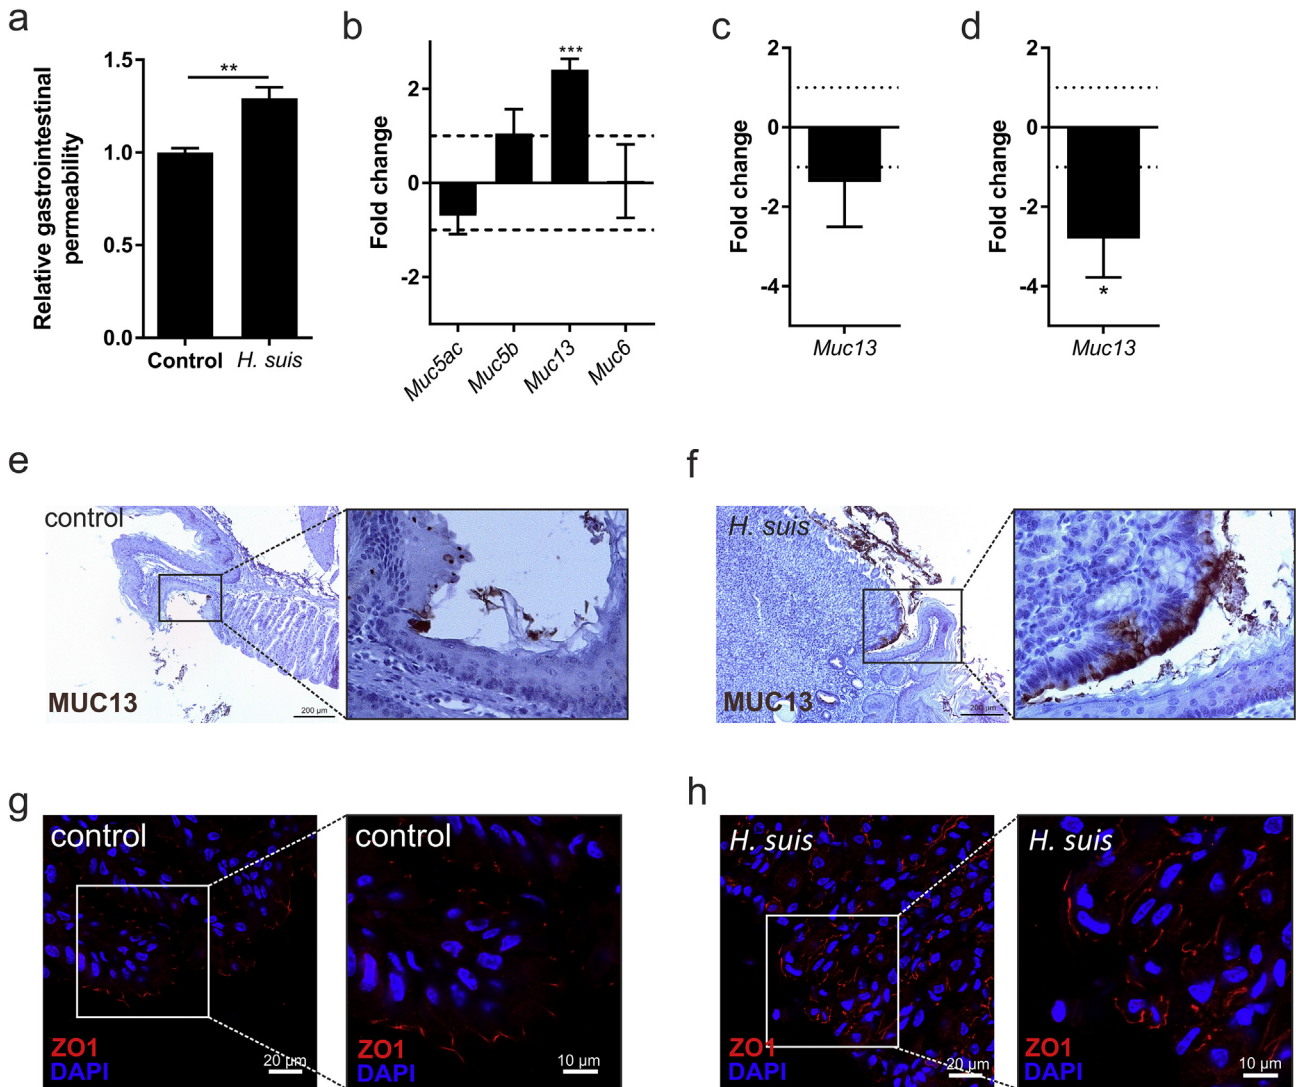 a
Relative gastrointestinal
permeability
1.5
1.0
0.5
0.0
**
Control
H. suis
b
Fold change
2
0
-2
***
Muc5ac
Muc5b
Muc13
Muc6
c
Fold change
2
0
-2
-4
Muc13
d
Fold change
2
0
-2
-4
*
Muc13
e
control
MUC13
200 µm
f
H. suis
MUC13
200 µm
g
control
ZO1
DAPI
20 µm
control
ZO1
DAPI
10 µm
h
H. suis
ZO1
DAPI
20 µm
H. suis
ZO1
DAPI
10 µm